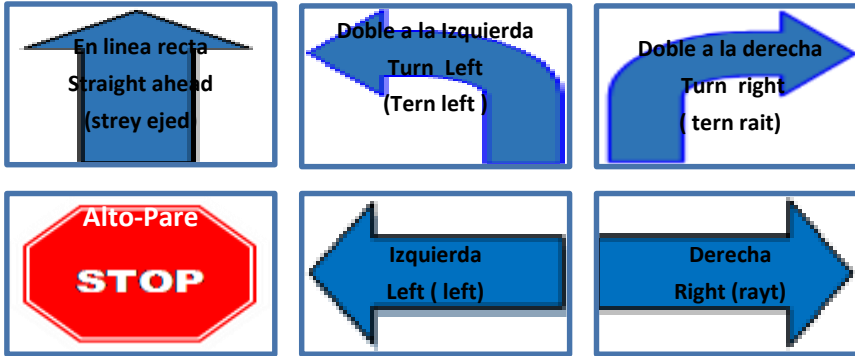 En linea recta
Straight ahead
(strey ejed)
Doble a la Izquierda
Turn Left
(Tern left )
Doble a la derecha
Turn right
( tern rait)
Alto-Pare
STOP
Izquierda
Left ( left)
Derecha
Right (rayt)